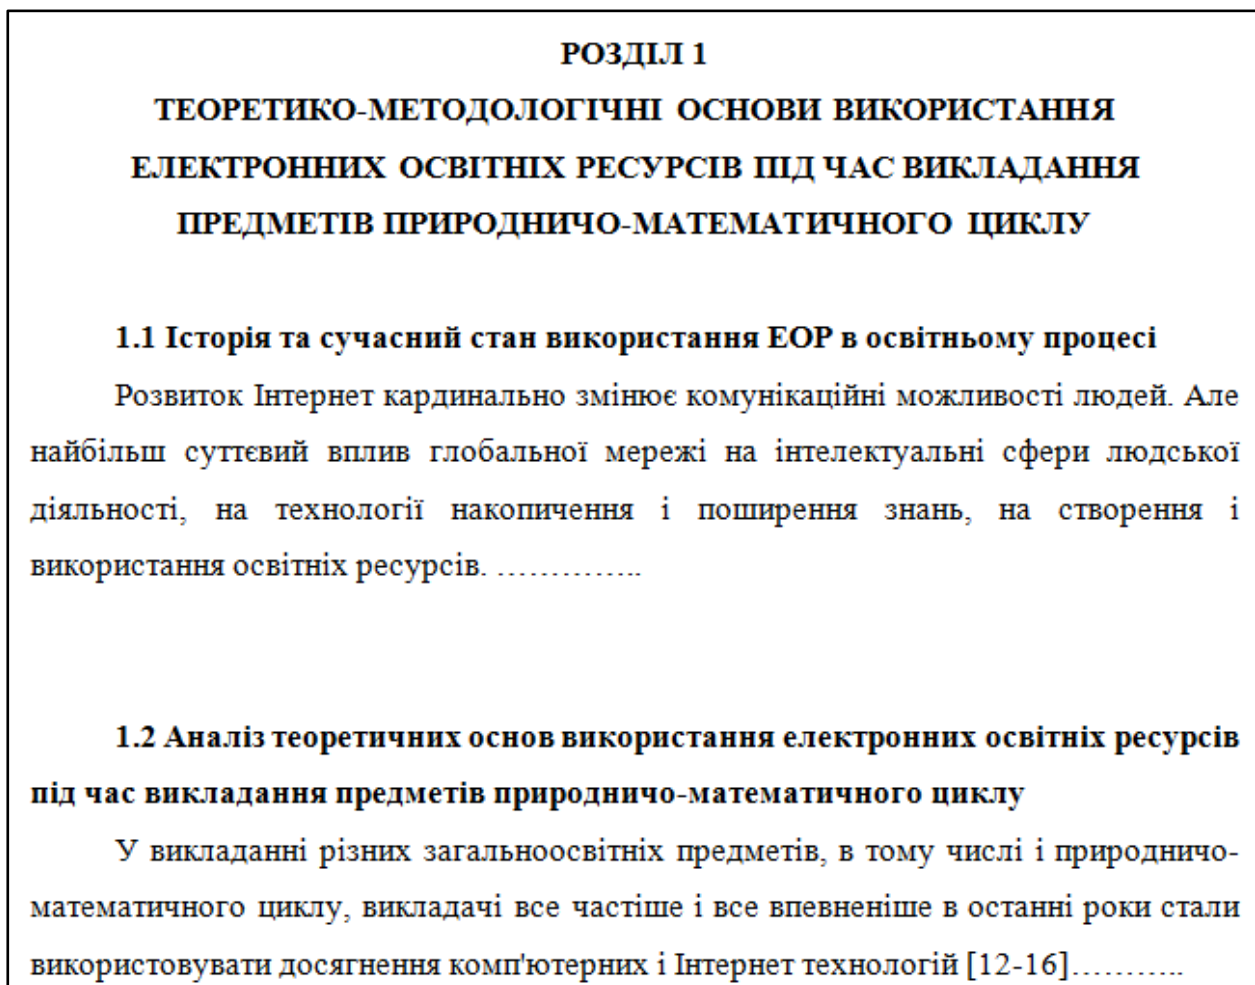 РОЗДІЛ 1
ТЕОРЕТИКО-МЕТОДОЛОГІЧНІ ОСНОВИ ВИКОРИСТАННЯ
ЕЛЕКТРОННИХ ОСВІТНІХ РЕСУРСІВ ПІД ЧАС ВИКЛАДАННЯ
ПРЕДМЕТІВ ПРИРОДНИЧО-МАТЕМАТИЧНОГО ЦИКЛУ
1.1 Історія та сучасний стан використання ЕОР в освітньому процесі
Розвиток Інтернет кардинально змінює комунікаційні можливості людей. Але
найбільш суттєвий вплив глобальної мережі на інтелектуальні сфери людської
діяльності, на технології накопичення і поширення знань, на створення і
використання освітніх ресурсів. …………..
1.2 Аналіз теоретичних основ використання електронних освітніх ресурсів
під час викладання предметів природничо-математичного циклу
У викладанні різних загальноосвітніх предметів, в тому числі і природничо-
математичного циклу, викладачі все частіше і все впевненіше в останні роки стали
використовувати досягнення комп'ютерних і Інтернет технологій [12-16]………..